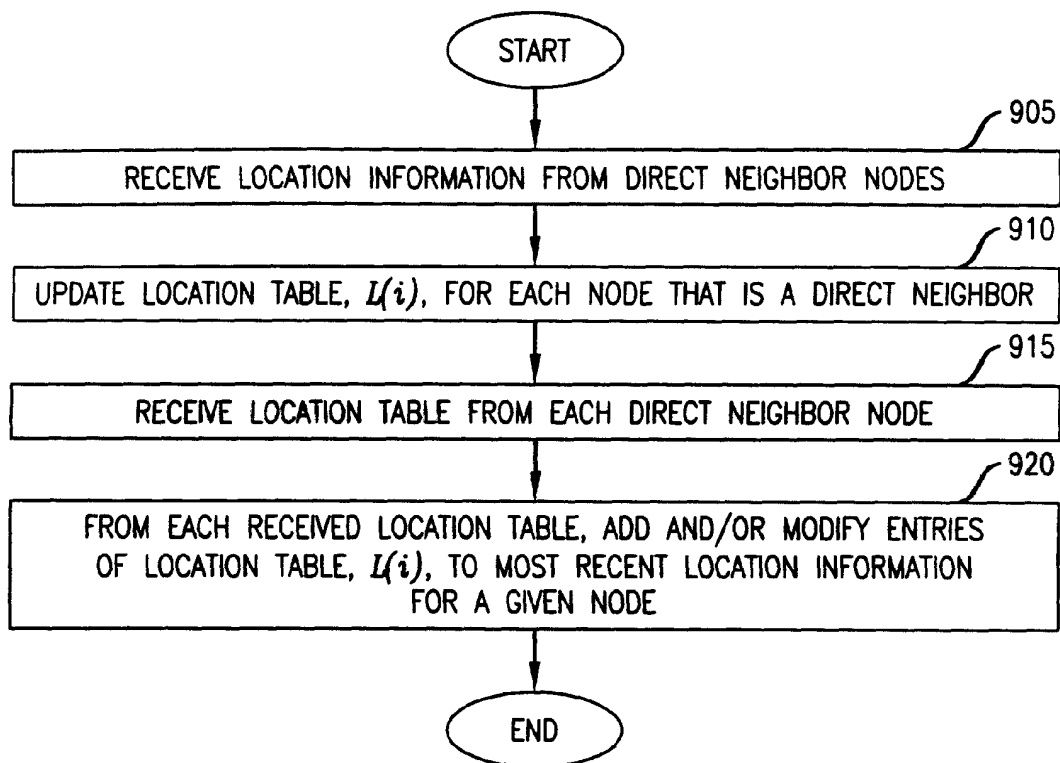 START
905
RECEIVE LOCATION INFORMATION FROM DIRECT NEIGHBOR NODES
910
UPDATE LOCATION TABLE, L(i), FOR EACH NODE THAT IS A DIRECT NEIGHBOR
915
RECEIVE LOCATION TABLE FROM EACH DIRECT NEIGHBOR NODE
920
FROM EACH RECEIVED LOCATION TABLE, ADD AND/OR MODIFY ENTRIES
OF LOCATION TABLE, L(i), TO MOST RECENT LOCATION INFORMATION
FOR A GIVEN NODE
END